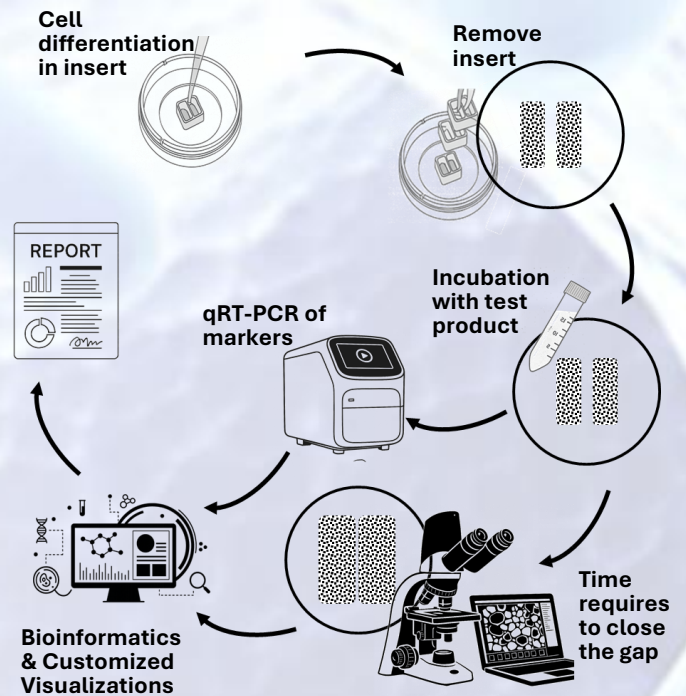 Cell
differentiation
in insert
Remove
insert
REPORT
Incubation
with test
product
qRT-PCR of
markers
Time
requires
to close
the gap
Bioinformatics
& Customized
Visualizations